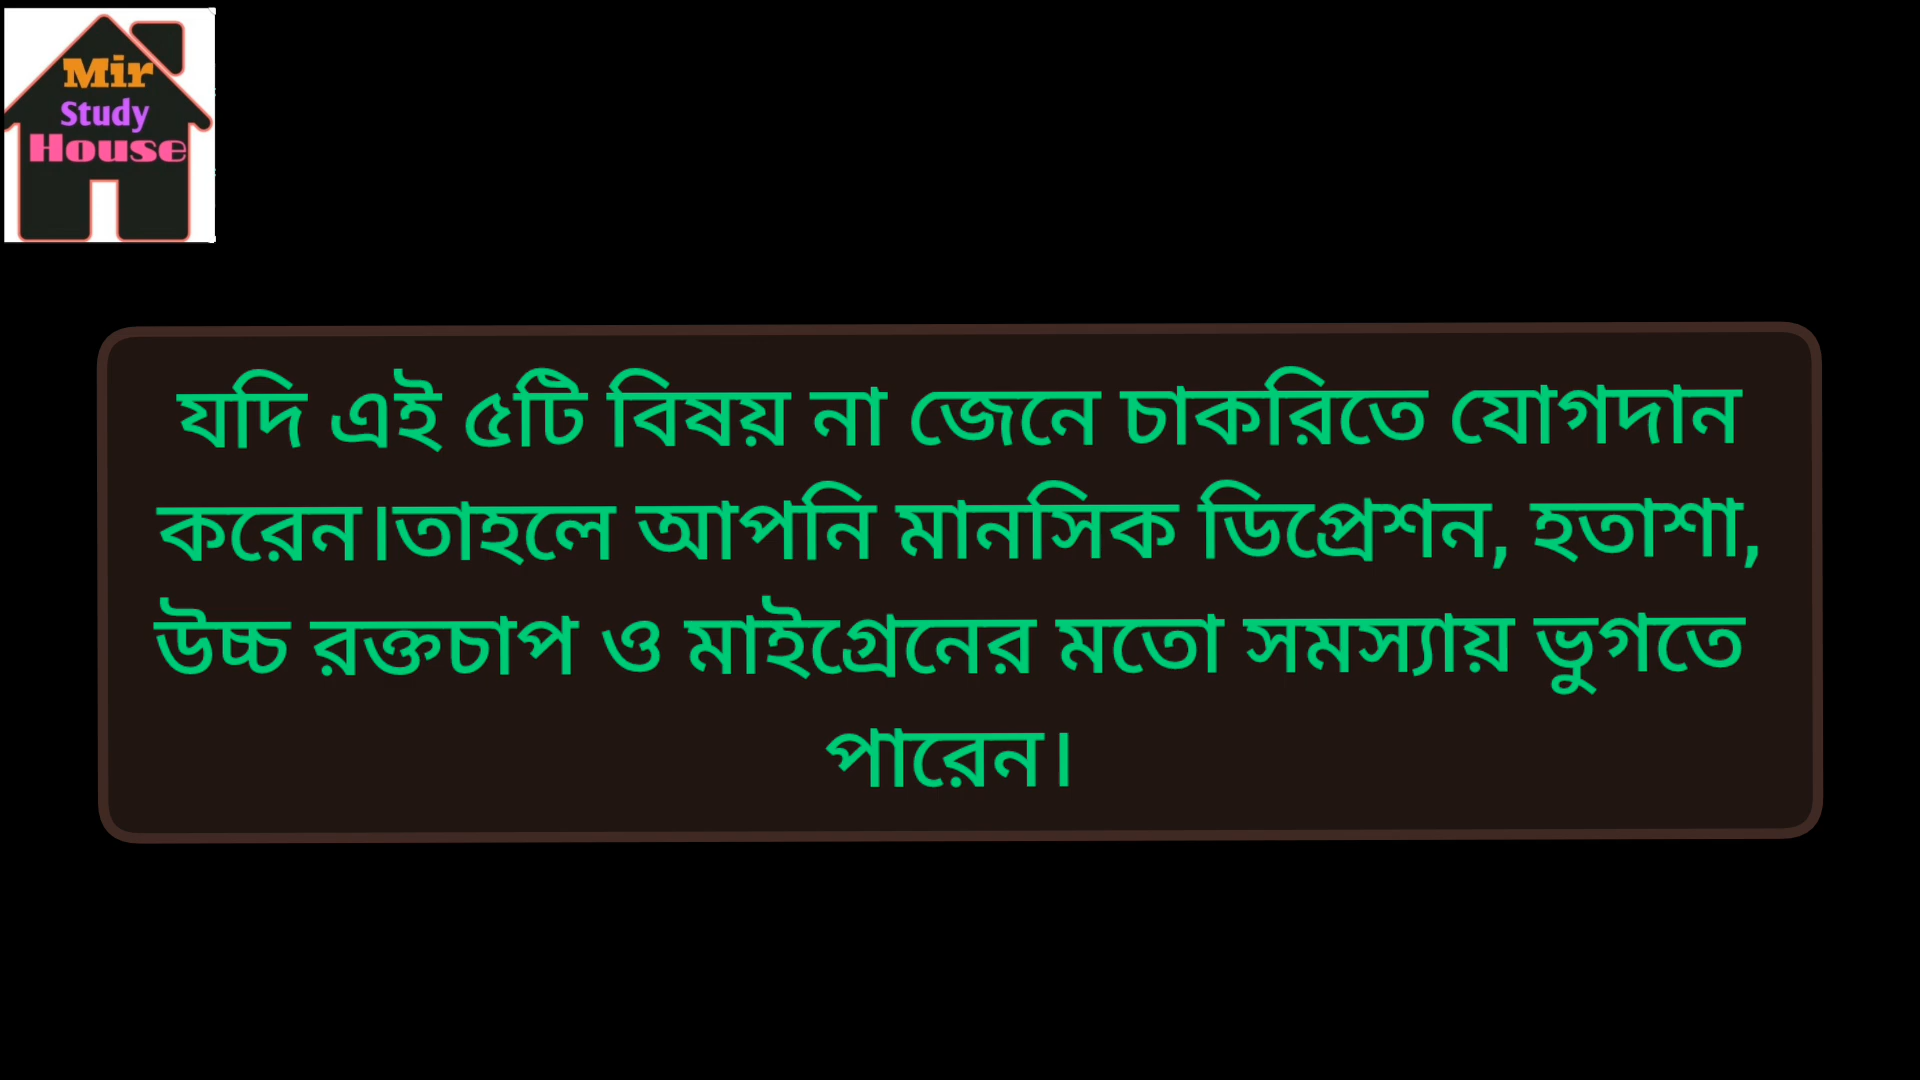 Mir
Study
House
যদি এই ৫টি বিষয় না জেনে চাকরিতে যোগদান
করেন।তাহলে আপনি মানসিক ডিপ্রেশন, হতাশা,
উচ্চ রক্তচাপ ও মাইগ্রেনের মতো সমস্যায় ভুগতে
পারেন।